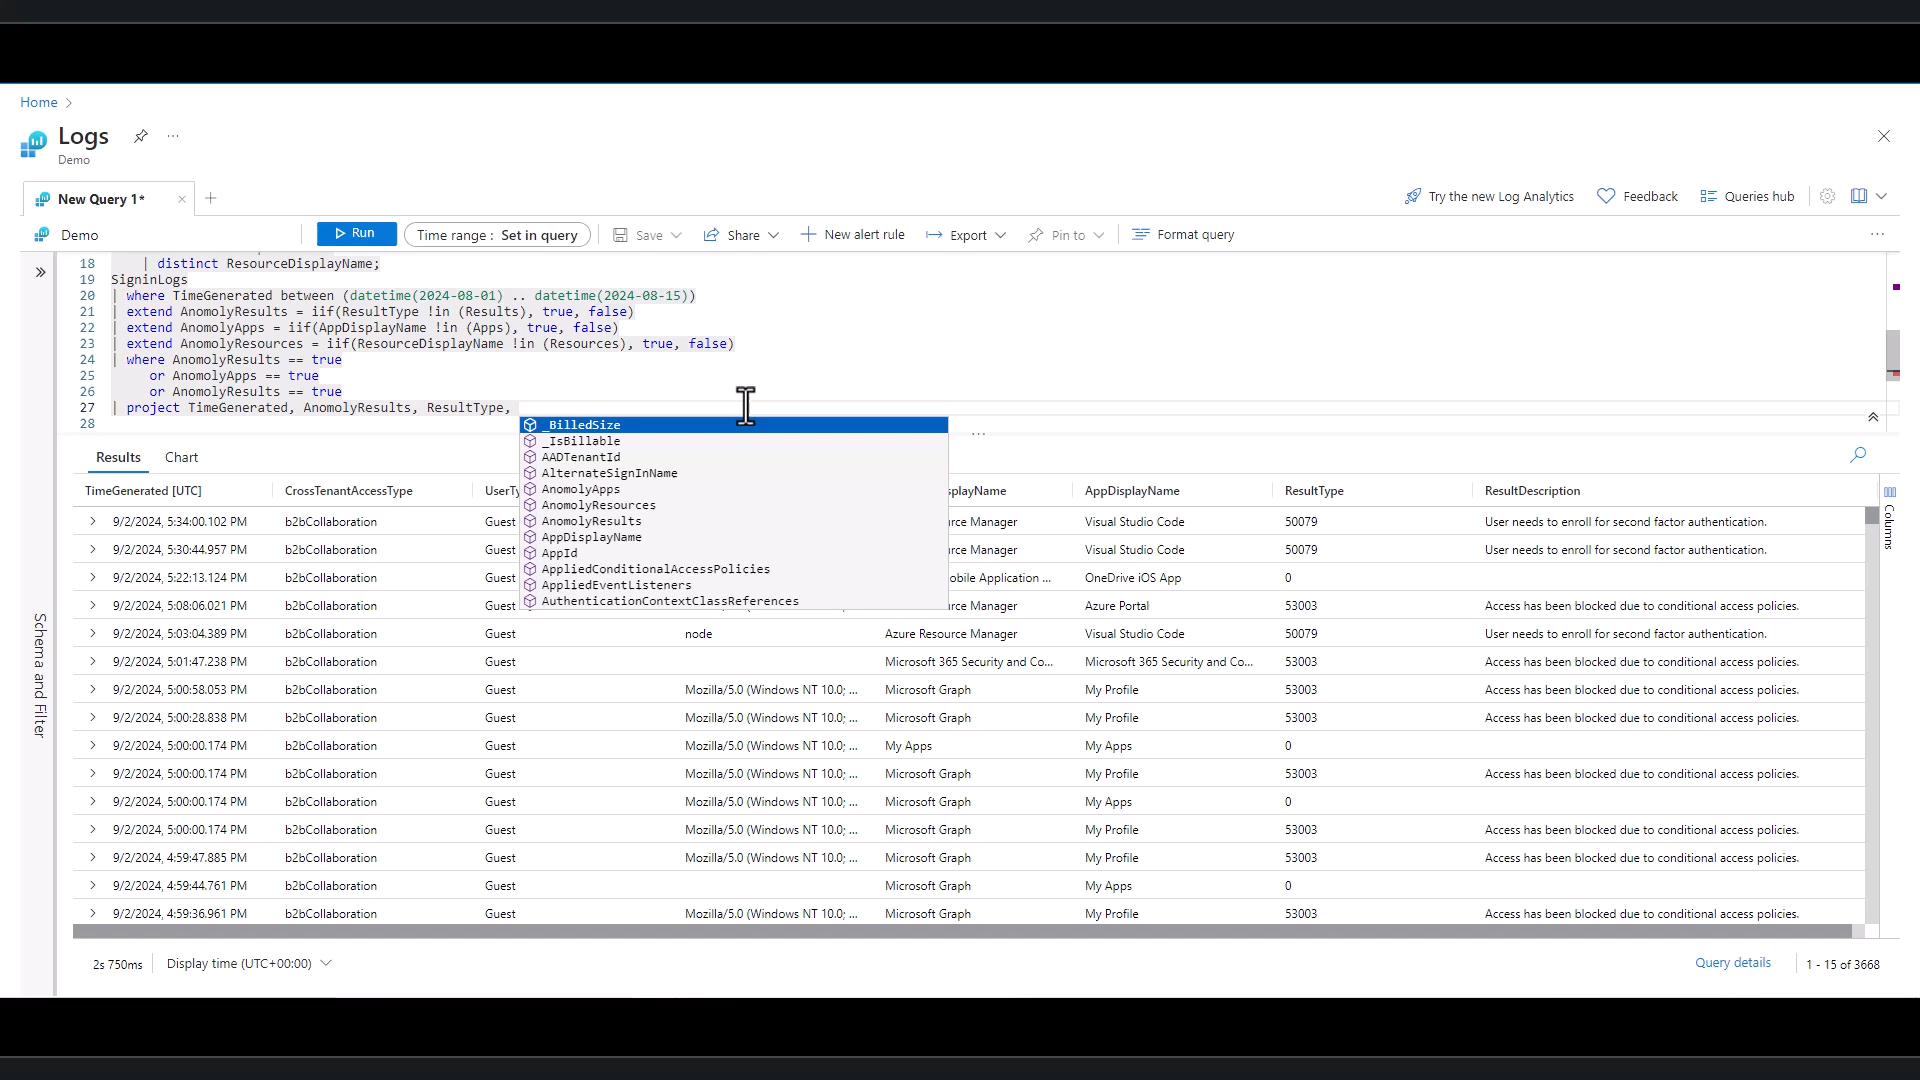 Home
Logs
Demo
New Query 1*
Try the new Log Analytics
Feedback
Queries hub
Demo
Run
Time range : Set in query
Save
Share
New alert rule
Export
Pin to
Format query
18 | distinct ResourceDisplayName;
19 SigninLogs
20 | where TimeGenerated between (datetime(2024-08-01) .. datetime(2024-08-15))
21 | extend AnomolyResults = iif(ResultType !in (Results), true, false)
22 | extend AnomolyApps = iif(AppDisplayName !in (Apps), true, false)
23 | extend AnomolyResources = iif(ResourceDisplayName !in (Resources), true, false)
24 | where AnomolyResults == true
25 or AnomolyApps == true
26 or AnomolyResults == true
27 | project TimeGenerated, AnomolyResults, ResultType,
28
_BilledSize
_IsBillable
AADTenantId
AlternateSignInName
AnomolyApps
AnomolyResources
AnomolyResults
AppDisplayName
AppId
AppliedConditionalAccessPolicies
AppliedEventListeners
AuthenticationContextClassReferences
Schema and Filter
Results Chart
Columns
TimeGenerated [UTC] CrossTenantAccessType UserTy playName AppDisplayName ResultType ResultDescription
9/2/2024, 5:34:00.102 PM b2bCollaboration Guest rce Manager Visual Studio Code 50079 User needs to enroll for second factor authentication.
9/2/2024, 5:30:44.957 PM b2bCollaboration Guest rce Manager Visual Studio Code 50079 User needs to enroll for second factor authentication.
9/2/2024, 5:22:13.124 PM b2bCollaboration Guest obile Application ... OneDrive iOS App 0
9/2/2024, 5:08:06.021 PM b2bCollaboration Guest rce Manager Azure Portal 53003 Access has been blocked due to conditional access policies.
9/2/2024, 5:03:04.389 PM b2bCollaboration Guest node Azure Resource Manager Visual Studio Code 50079 User needs to enroll for second factor authentication.
9/2/2024, 5:01:47.238 PM b2bCollaboration Guest Microsoft 365 Security and Co... Microsoft 365 Security and Co... 53003 Access has been blocked due to conditional access policies.
9/2/2024, 5:00:58.053 PM b2bCollaboration Guest Mozilla/5.0 (Windows NT 10.0; ... Microsoft Graph My Profile 53003 Access has been blocked due to conditional access policies.
9/2/2024, 5:00:28.838 PM b2bCollaboration Guest Mozilla/5.0 (Windows NT 10.0; ... Microsoft Graph My Profile 53003 Access has been blocked due to conditional access policies.
9/2/2024, 5:00:00.174 PM b2bCollaboration Guest Mozilla/5.0 (Windows NT 10.0; ... My Apps My Apps 0
9/2/2024, 5:00:00.174 PM b2bCollaboration Guest Mozilla/5.0 (Windows NT 10.0; ... Microsoft Graph My Profile 53003 Access has been blocked due to conditional access policies.
9/2/2024, 5:00:00.174 PM b2bCollaboration Guest Mozilla/5.0 (Windows NT 10.0; ... Microsoft Graph My Apps 0
9/2/2024, 5:00:00.174 PM b2bCollaboration Guest Mozilla/5.0 (Windows NT 10.0; ... Microsoft Graph My Profile 53003 Access has been blocked due to conditional access policies.
9/2/2024, 4:59:47.885 PM b2bCollaboration Guest Mozilla/5.0 (Windows NT 10.0; ... Microsoft Graph My Profile 53003 Access has been blocked due to conditional access policies.
9/2/2024, 4:59:44.761 PM b2bCollaboration Guest Microsoft Graph My Apps 0
9/2/2024, 4:59:36.961 PM b2bCollaboration Guest Mozilla/5.0 (Windows NT 10.0; ... Microsoft Graph My Profile 53003 Access has been blocked due to conditional access policies.
2s 750ms Display time (UTC+00:00) Query details 1 - 15 of 3668